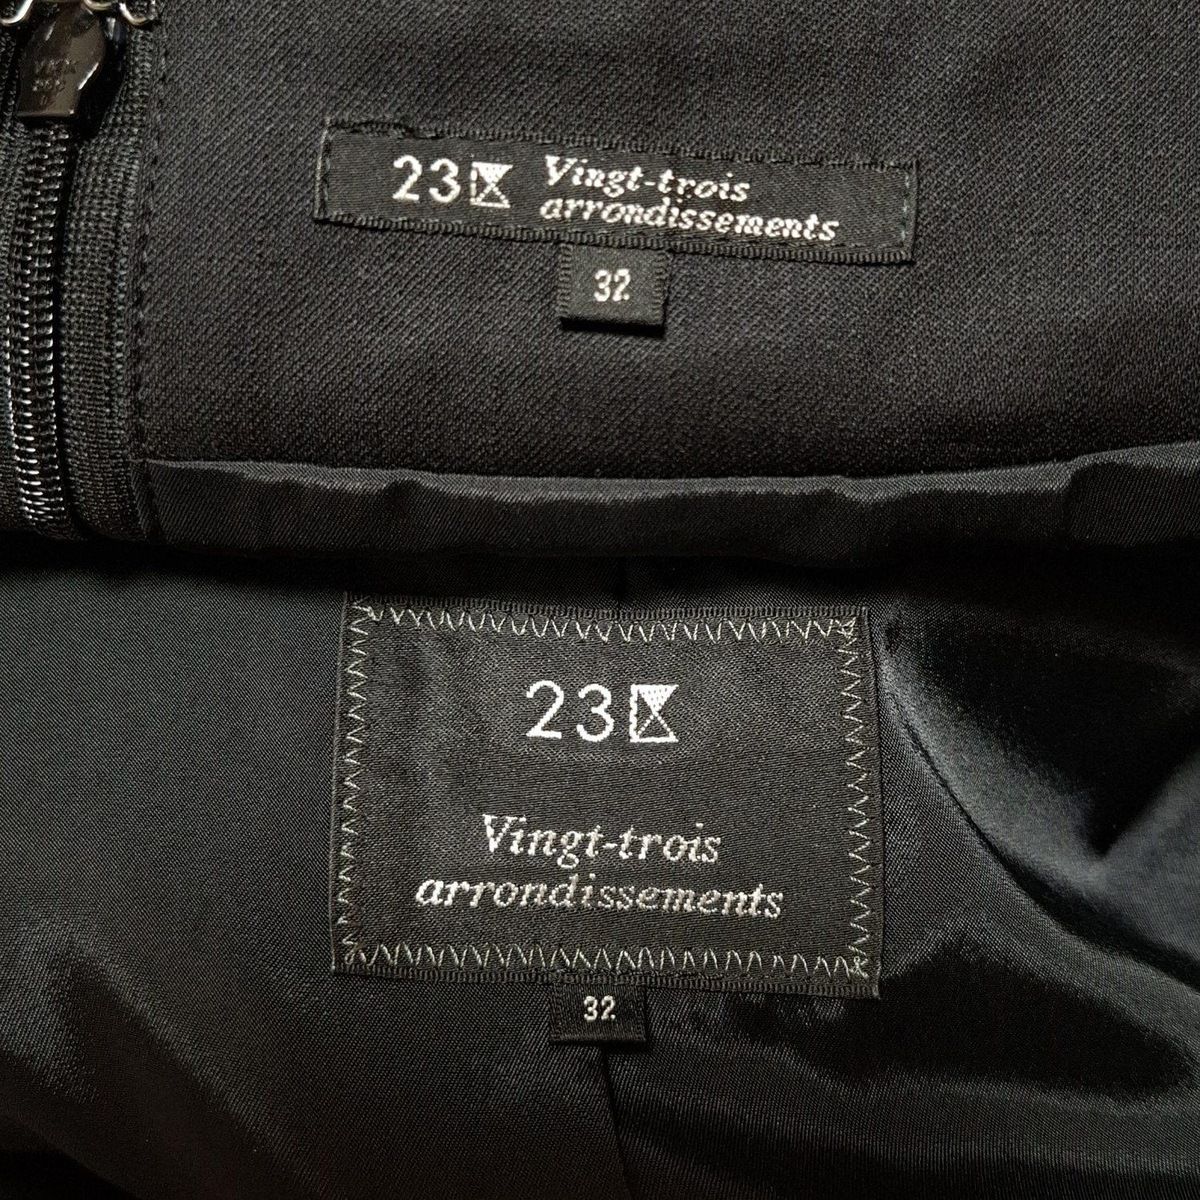 23区 Vingt-trois
arrondissements
32
23区
Vingt-trois
arrondissements
32